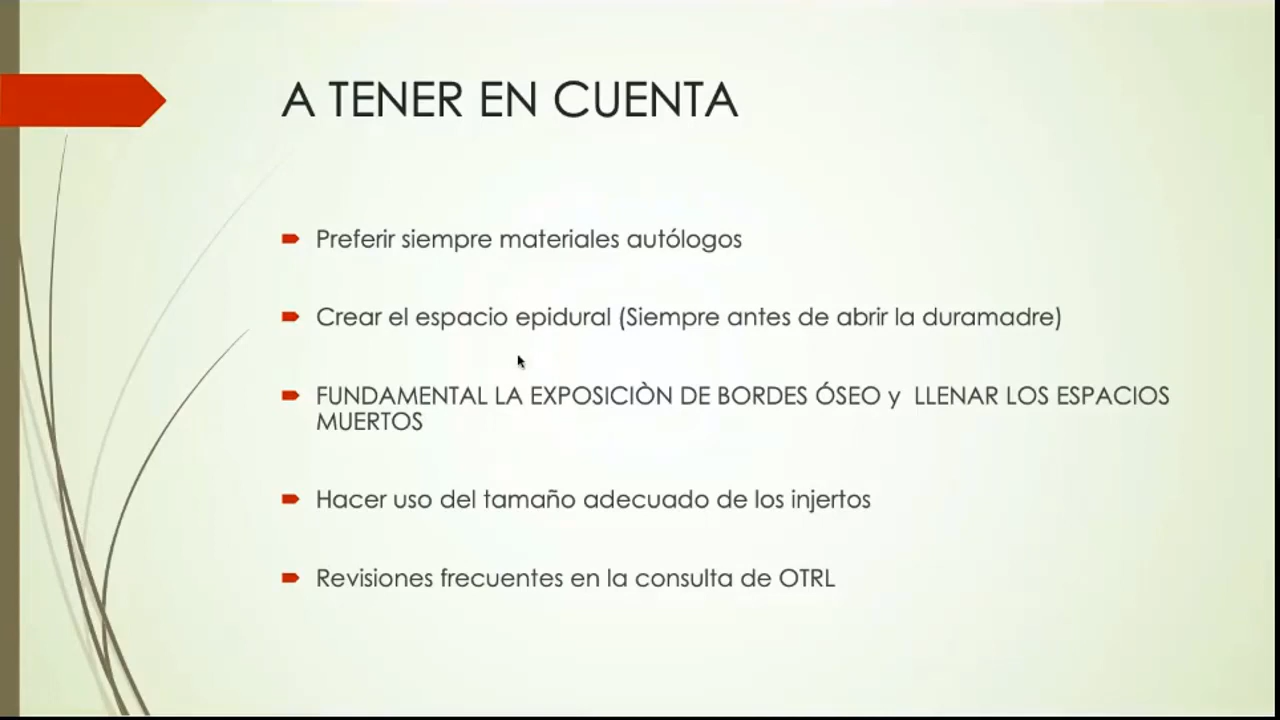 A TENER EN CUENTA
Preferir siempre materiales autólogos
Crear el espacio epidural (Siempre antes de abrir la duramadre)
FUNDAMENTAL LA EXPOSICIÒN DE BORDES ÓSEO y  LLENAR LOS ESPACIOS
MUERTOS
Hacer uso del tamaño adecuado de los injertos
Revisiones frecuentes en la consulta de OTRL